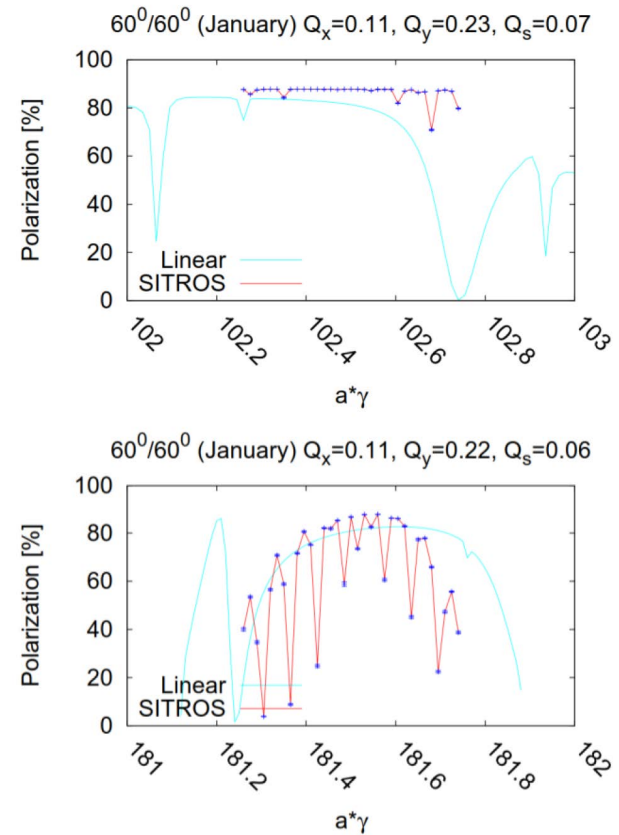 60⁰/60⁰ (January) Qx=0.11, Qy=0.23, Qs=0.07
100
80
60
40
20
0
Polarization [%]
Linear
SITROS
102
102.2
102.4
102.6
102.8
103
a*γ
60⁰/60⁰ (January) Qx=0.11, Qy=0.22, Qs=0.06
100
80
60
40
20
0
Polarization [%]
Linear
SITROS
181
181.2
181.4
181.6
181.8
182
a*γ